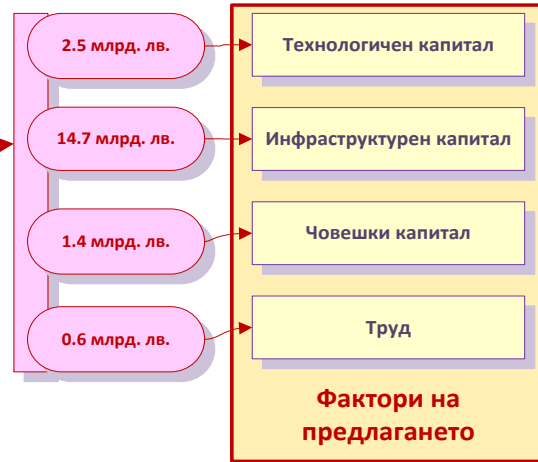 2.5 млрд. лв.
Технологичен капитал
14.7 млрд. лв.
Инфраструктурен капитал
1.4 млрд. лв.
Човешки капитал
0.6 млрд. лв.
Труд
Фактори на
предлагането